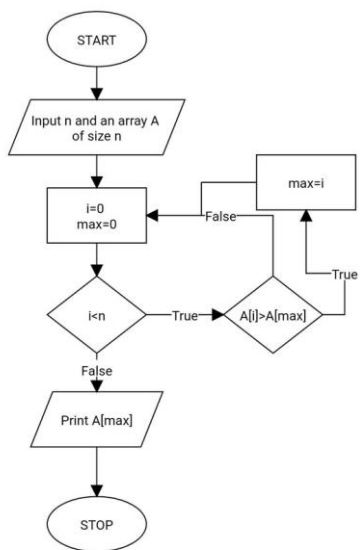 START
Input n and an array A
of size n
i=0
max=0
max=i
False
True
i<n
True
A[i]>A[max]
False
Print A[max]
STOP